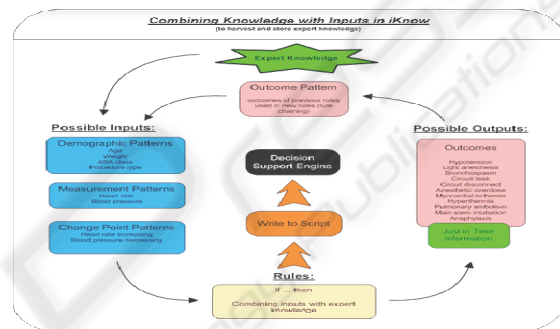 Combining Knowledge with Inputs in iKnow
(to harvest and store expert knowledge)
Expert Knowledge
Outcome Pattern
outcomes of previous rules
used in new rules (rule
chaining)
Possible Inputs:
Demographic Patterns
Age
Weight
ASA class
Procedure type
Measurement Patterns
Heart rate
Blood pressure
Change Point Patterns
Heart rate increasing
Blood pressure decreasing
Decision
Support Engine
Write to Script
Rules:
If ... then
Combining inputs with expert
knowledge
Possible Outputs:
Outcomes
Hypotension
Light anesthesia
Bronchospasm
Circuit leak
Circuit disconnect
Anesthetic overdose
Myocardial ischemia
Hyperthermia
Pulmonary embolism
Main stem intubation
Anaphylaxis
Just in Time
Information